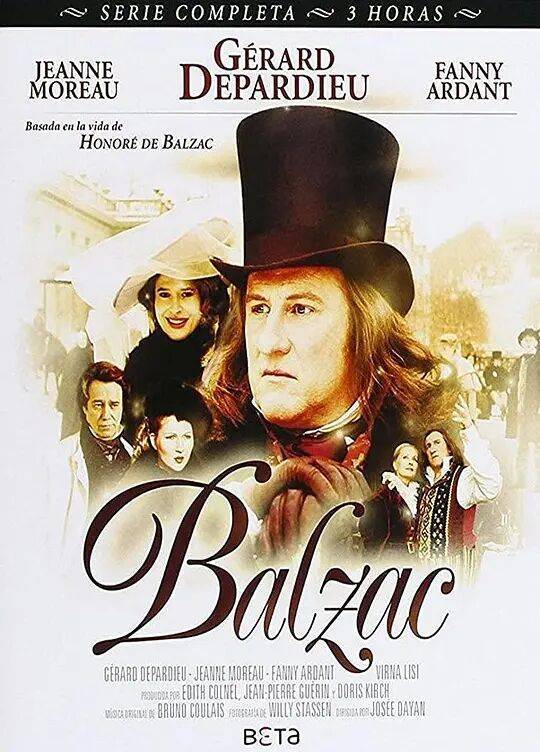 SERIE COMPLETA ~ 3 HORAS
JEANNE MOREAU
GÉRARD DEPARDIEU
FANNY ARDANT
Basada en la vida de
HONORÉ DE BALZAC
Balzac
GÉRARD DEPARDIEU - JEANNE MOREAU - FANNY ARDANT VIRNA LISI
PRODUCIDA POR EDITH COLNEL, JEAN-PIERRE GUÉRIN Y DORIS KIRCH
MÚSICA ORIGINAL DE BRUNO COULAIS FOTOGRAFÍA DE WILLY STASSEN DIRIGIDA POR JOSÉE DAYAN
BETA